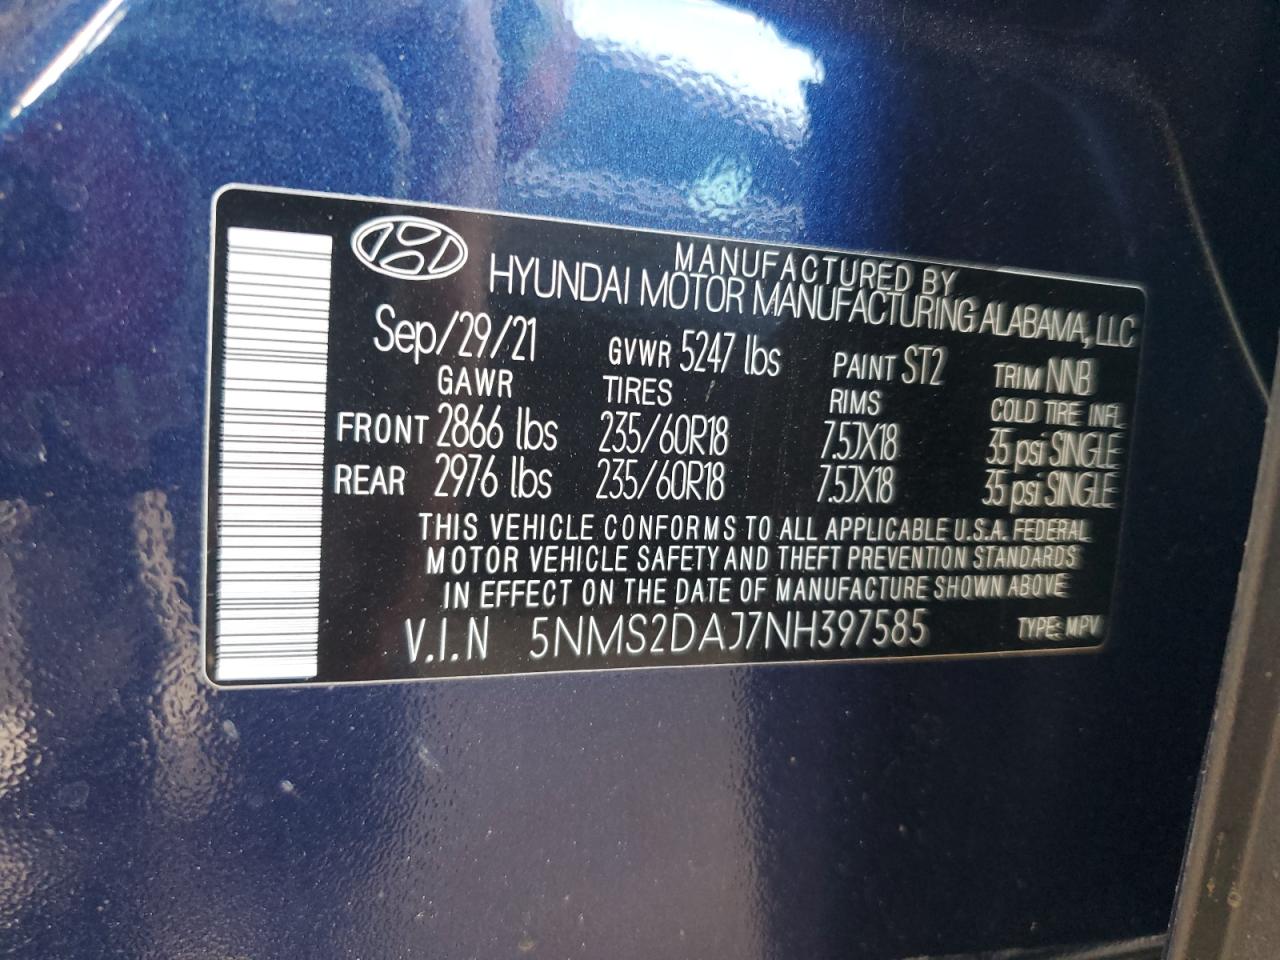 MANUFACTURED BY
HYUNDAI MOTOR MANUFACTURING ALABAMA, LLC
Sep/29/21 GVWR 5247 lbs PAINT ST2 TRIM NNB
GAWR TIRES RIMS COLD TIRE INFL
FRONT 2866 lbs 235/60R18 7.5JX18 35 psi SINGLE
REAR 2976 lbs 235/60R18 7.5JX18 35 psi SINGLE
THIS VEHICLE CONFORMS TO ALL APPLICABLE U.S.A. FEDERAL
MOTOR VEHICLE SAFETY AND THEFT PREVENTION STANDARDS
IN EFFECT ON THE DATE OF MANUFACTURE SHOWN ABOVE
V.I.N 5NMS2DAJ7NH397585 TYPE: MPV